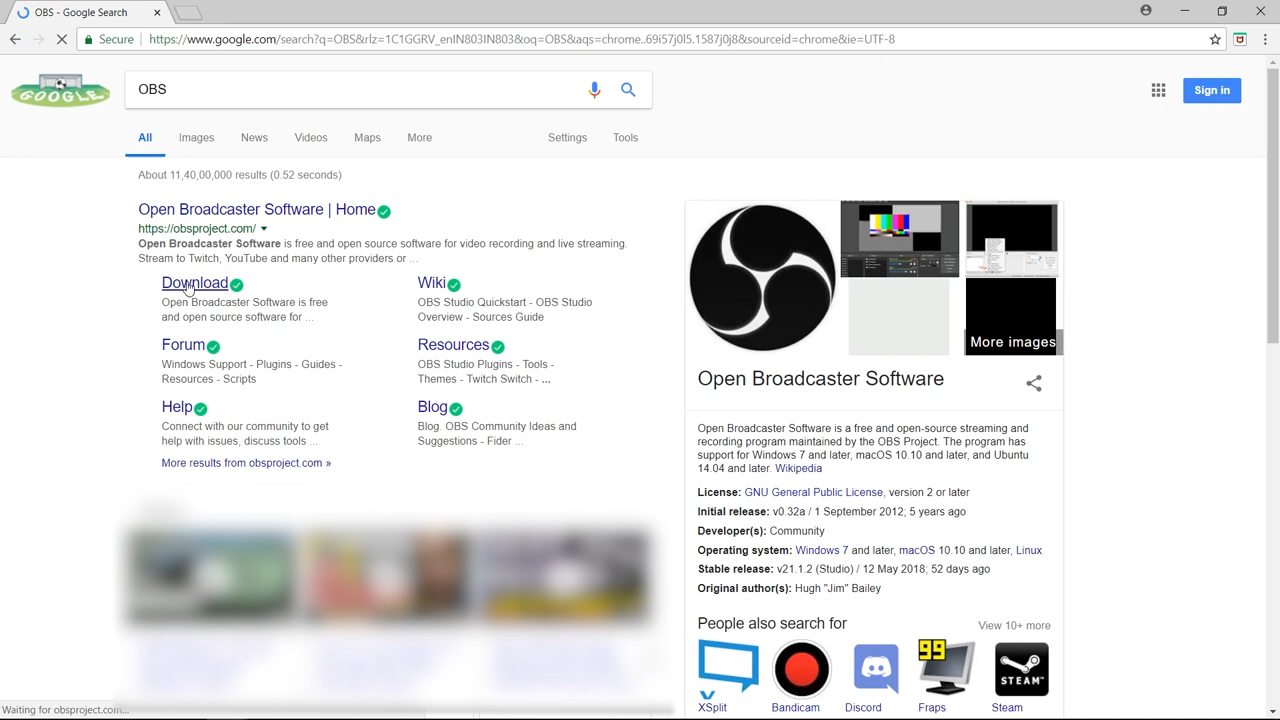 OBS - Google Search
Secure
https://www.google.com/search?q=OBS&rlz=1C1GGRV_enIN803IN803&oq=OBS&aqs=chrome..69i57j0l5.1587j0j8&sourceid=chrome&ie=UTF-8
GOOGLE
OBS
Sign in
All Images News Videos Maps More Settings Tools
About 11,40,00,000 results (0.52 seconds)
Open Broadcaster Software | Home
https://obsproject.com/
Open Broadcaster Software is free and open source software for video recording and live streaming.
Stream to Twitch, YouTube and many other providers or ...
Download
Open Broadcaster Software is free
and open source software for ...
Wiki
OBS Studio Quickstart - OBS Studio
Overview - Sources Guide
Forum
Windows Support - Plugins - Guides -
Resources - Scripts
Resources
OBS Studio Plugins - Tools -
Themes - Twitch Switch - ...
Help
Connect with our community to get
help with issues, discuss tools ...
Blog
Blog. OBS Community Ideas and
Suggestions - Fider ...
More results from obsproject.com »
More images
Open Broadcaster Software
Open Broadcaster Software is a free and open-source streaming and
recording program maintained by the OBS Project. The program has
support for Windows 7 and later, macOS 10.10 and later, and Ubuntu
14.04 and later. Wikipedia
License: GNU General Public License, version 2 or later
Initial release: v0.32a / 1 September 2012; 5 years ago
Developer(s): Community
Operating system: Windows 7 and later, macOS 10.10 and later, Linux
Stable release: v21.1.2 (Studio) / 12 May 2018; 52 days ago
Original author(s): Hugh "Jim" Bailey
People also search for
View 10+ more
99
STEAM™
XSplit
Bandicam
Discord
Fraps
Steam
Waiting for obsproject.com...